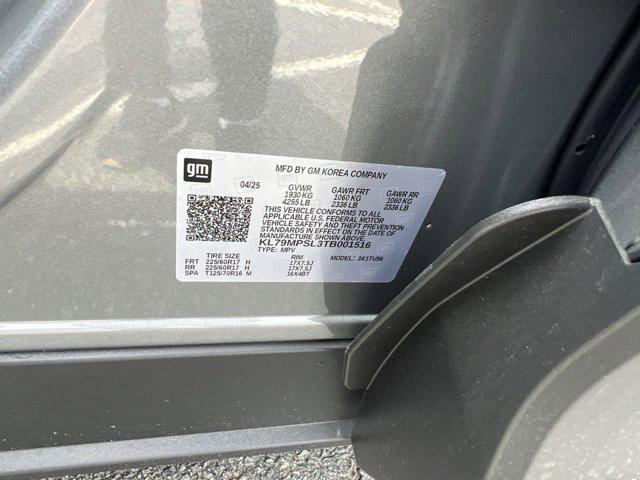 gm
MFD BY GM KOREA COMPANY
04/25 GVWR GAWR FRT GAWR RR
1930 KG 1060 KG 1060 KG
4255 LB 2336 LB 2336 LB
THIS VEHICLE CONFORMS TO ALL
APPLICABLE U.S. FEDERAL MOTOR
VEHICLE SAFETY AND THEFT
PREVENTION STANDARDS IN
EFFECT ON THE DATE OF
MANUFACTURE SHOWN ABOVE.
KL79MPSL3TB001516
TYPE: MPV
TIRE SIZE RIM MODEL:
FRT 225/60R17 H 17X7.5J
RR 225/60R17 H 17X7.5J
SPA T125/70R16 M 16X4BT